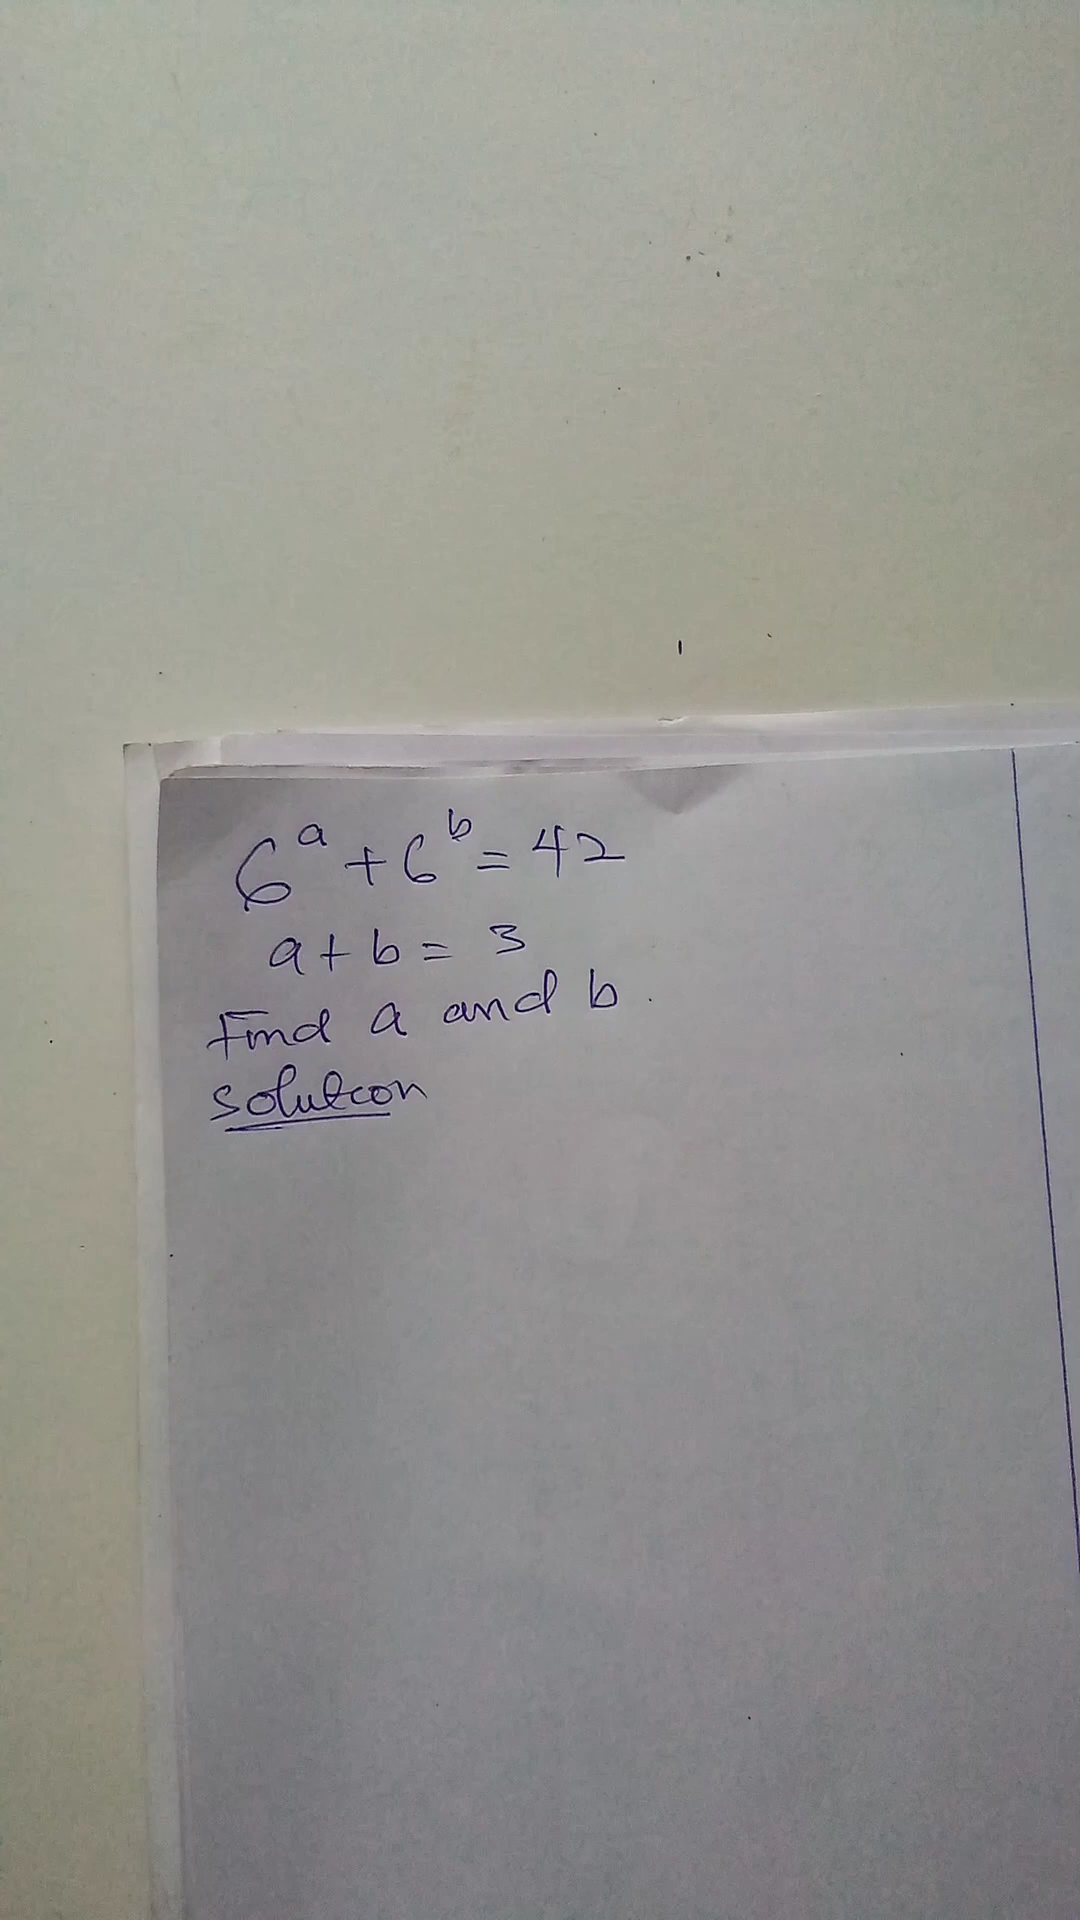 6^a + 6^b = 42
a + b = 3
Find a and b.
solution